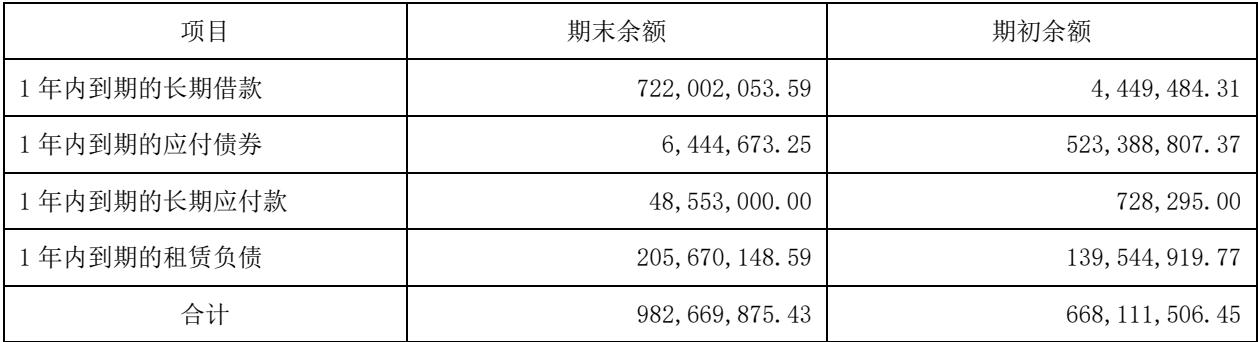 项目 期末余额 期初余额
1 年内到期的长期借款 722,002,053.59 4,449,484.31
1 年内到期的应付债券 6,444,673.25 523,388,807.37
1 年内到期的长期应付款 48,553,000.00 728,295.00
1 年内到期的租赁负债 205,670,148.59 139,544,919.77
合计 982,669,875.43 668,111,506.45